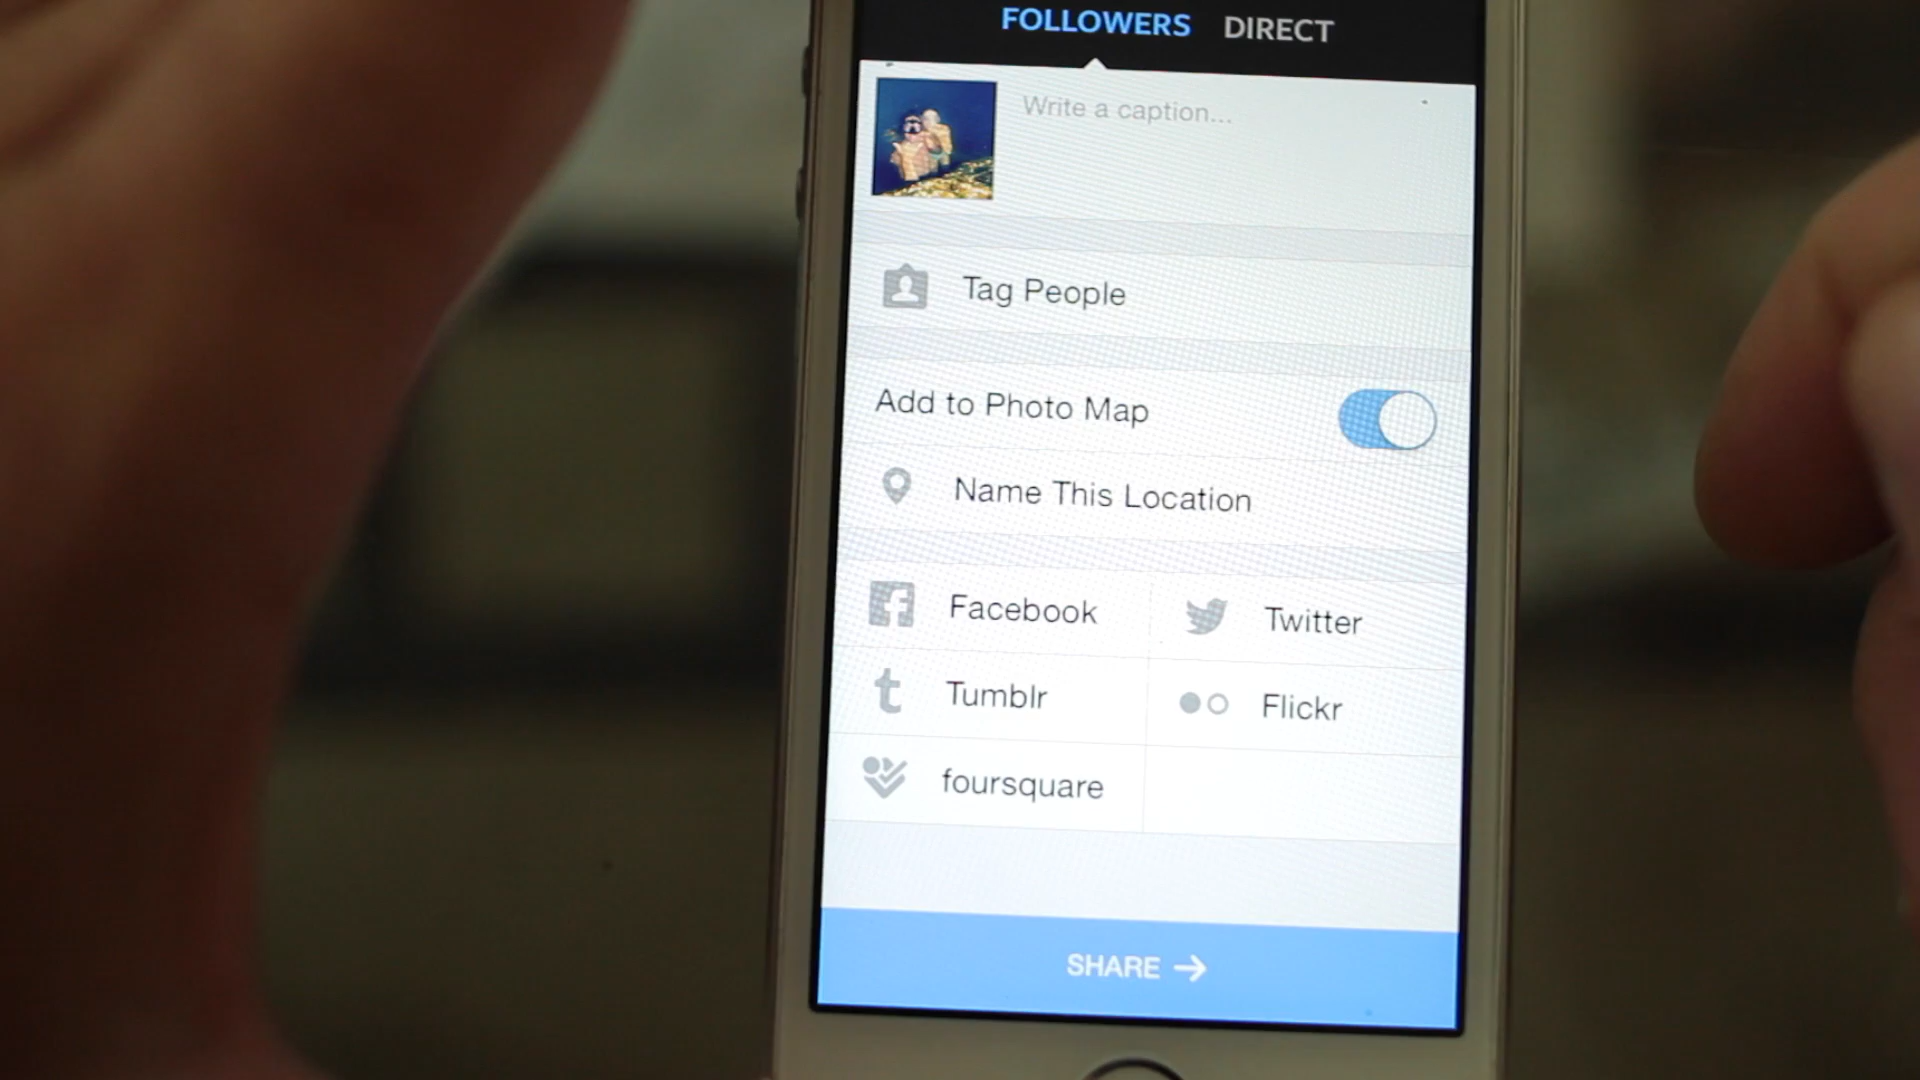 FOLLOWERS DIRECT
Write a caption...
Tag People
Add to Photo Map
Name This Location
Facebook Twitter
Tumblr Flickr
foursquare
SHARE →